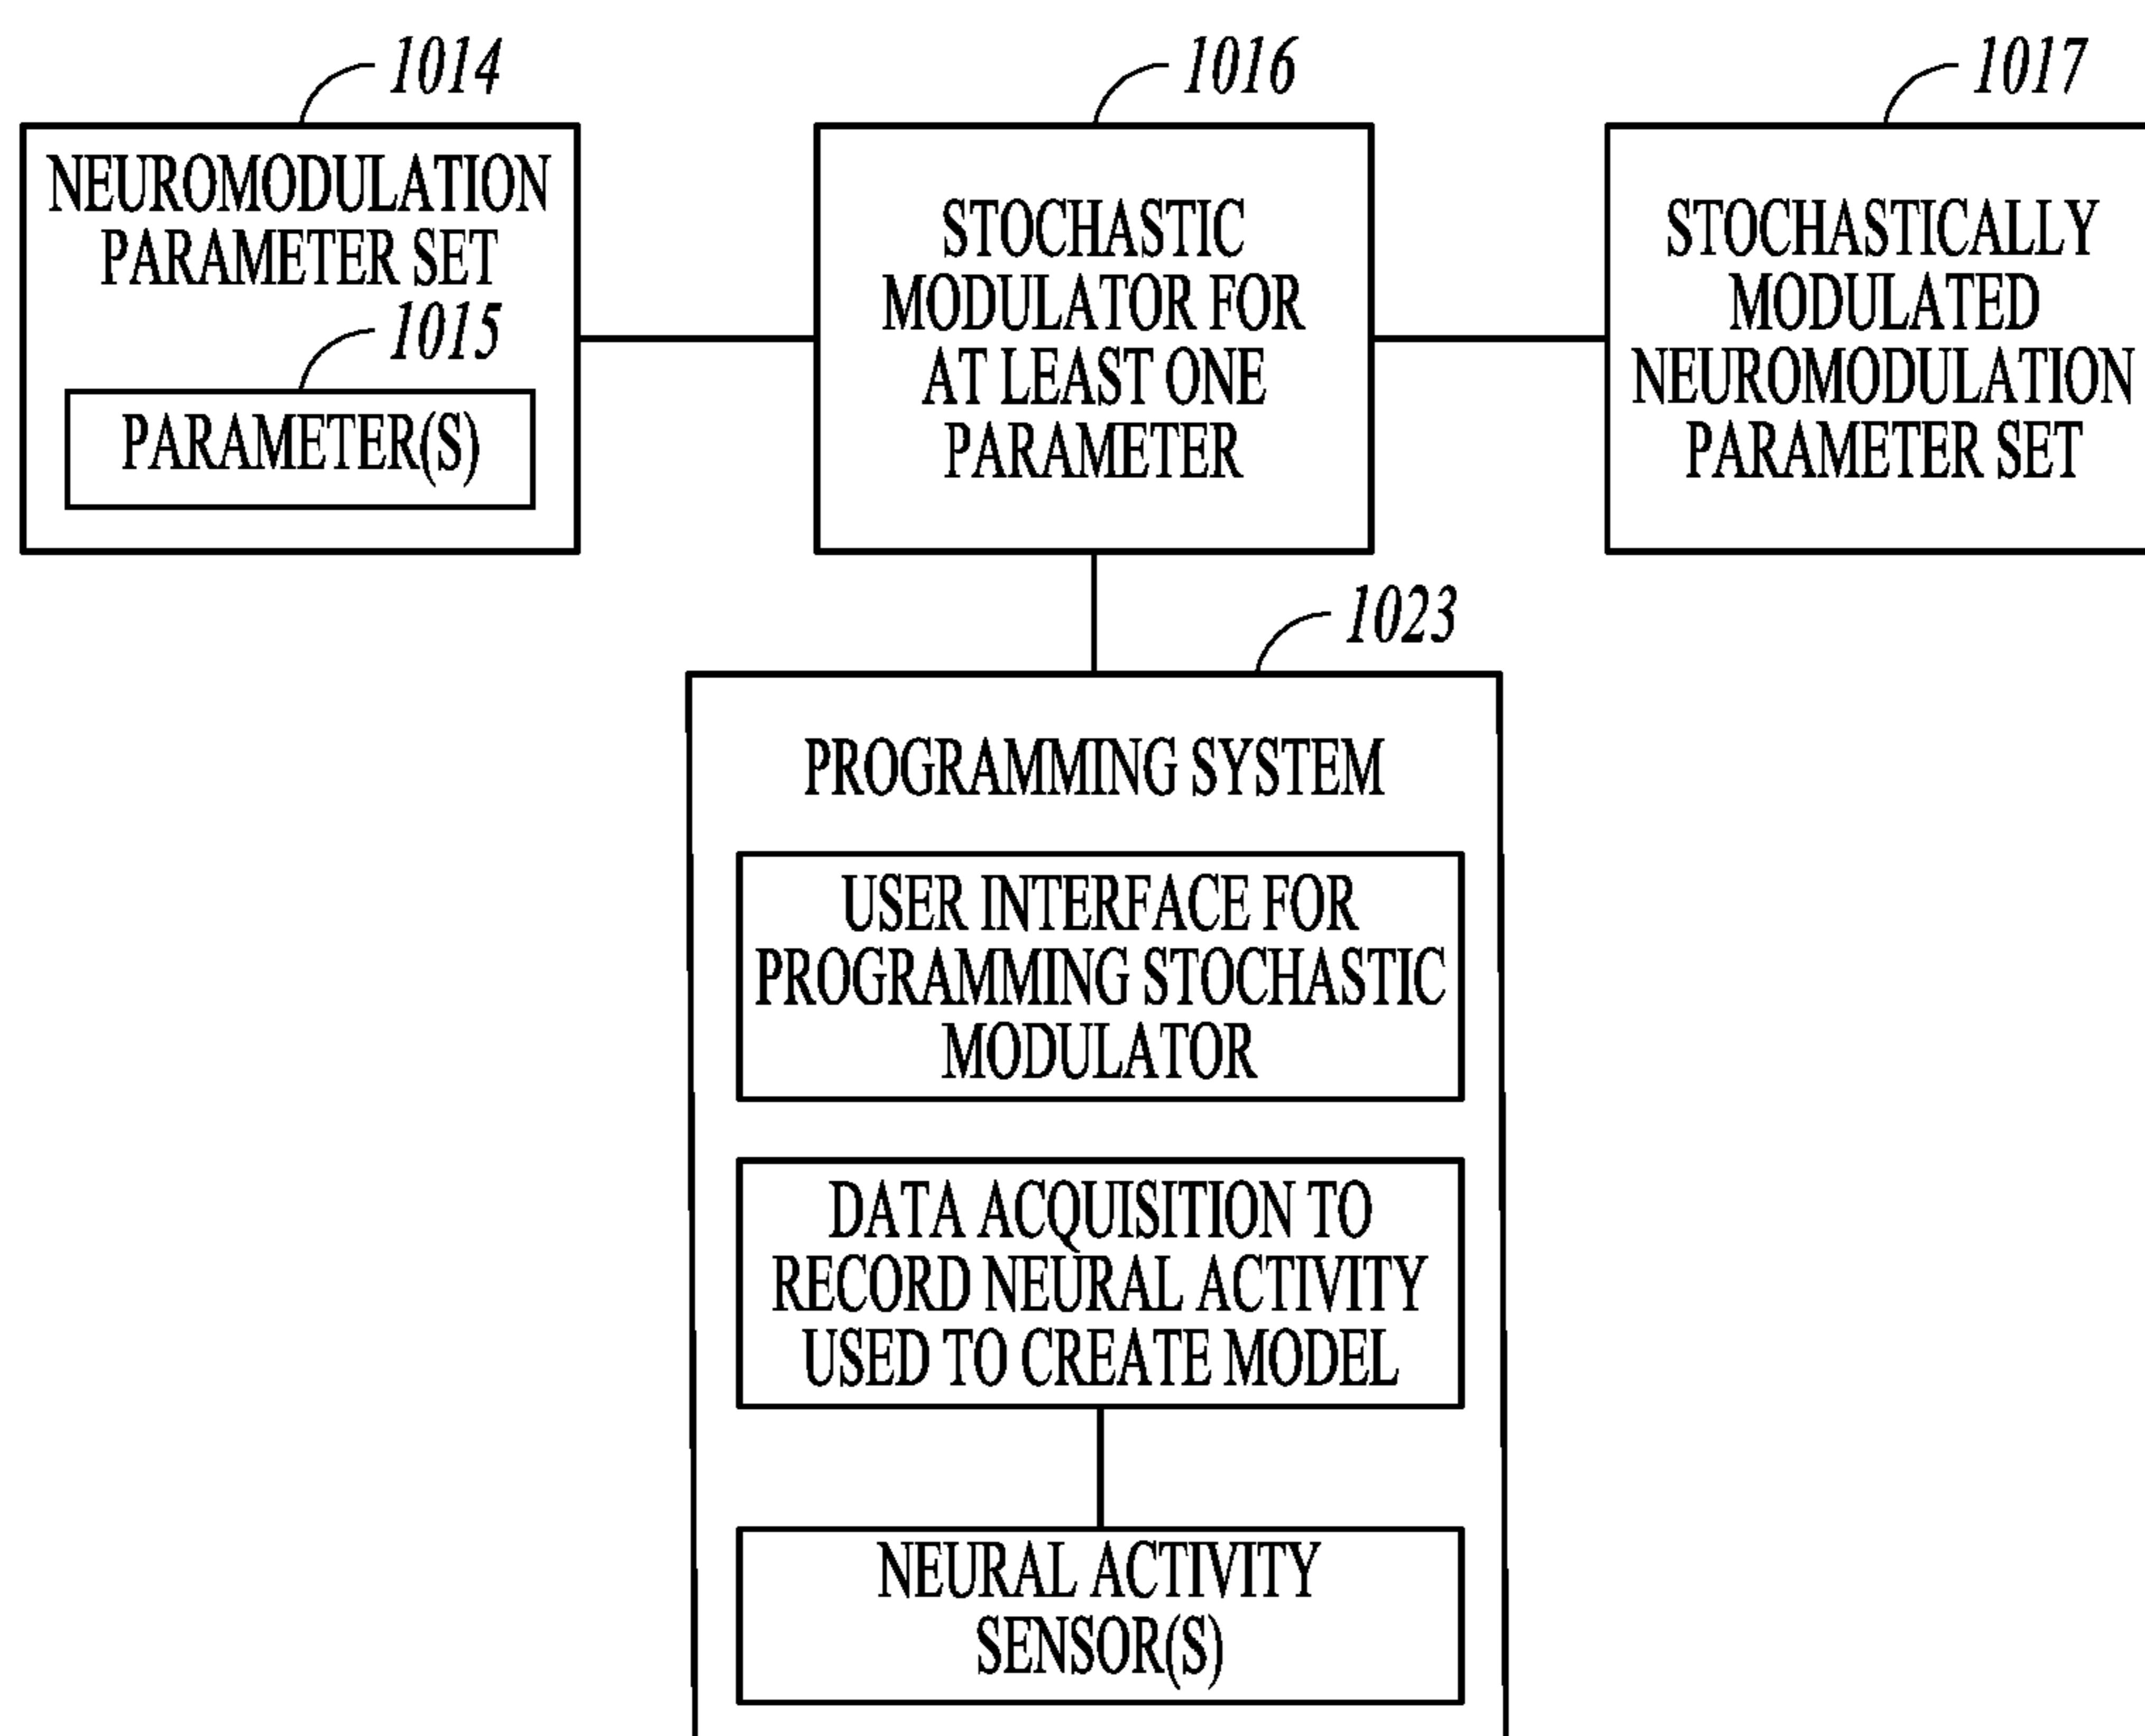 1014
NEUROMODULATION
PARAMETER SET
1015
PARAMETER(S)
1016
STOCHASTIC
MODULATOR FOR
AT LEAST ONE
PARAMETER
1017
STOCHASTICALLY
MODULATED
NEUROMODULATION
PARAMETER SET
1023
PROGRAMMING SYSTEM
USER INTERFACE FOR
PROGRAMMING STOCHASTIC
MODULATOR
DATA ACQUISITION TO
RECORD NEURAL ACTIVITY
USED TO CREATE MODEL
NEURAL ACTIVITY
SENSOR(S)